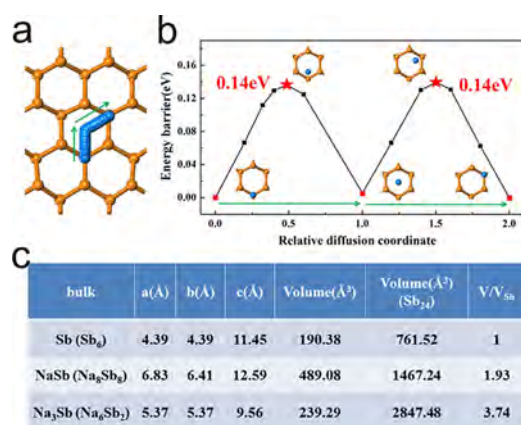 a
b
0.16
0.12
0.08
0.04
0.00
Energy barrier(eV)
0.14eV
0.14eV
0.0
0.5
1.0
1.5
2.0
Relative diffusion coordinate
c
bulk a(Å) b(Å) c(Å) Volume(Å³) Volume(Å³) (Sb₂₄) V/V_Sb
Sb (Sb₆) 4.39 4.39 11.45 190.38 761.52 1
NaSb (Na₈Sb₈) 6.83 6.41 12.59 489.08 1467.24 1.93
Na₃Sb (Na₆Sb₂) 5.37 5.37 9.56 239.29 2847.48 3.74